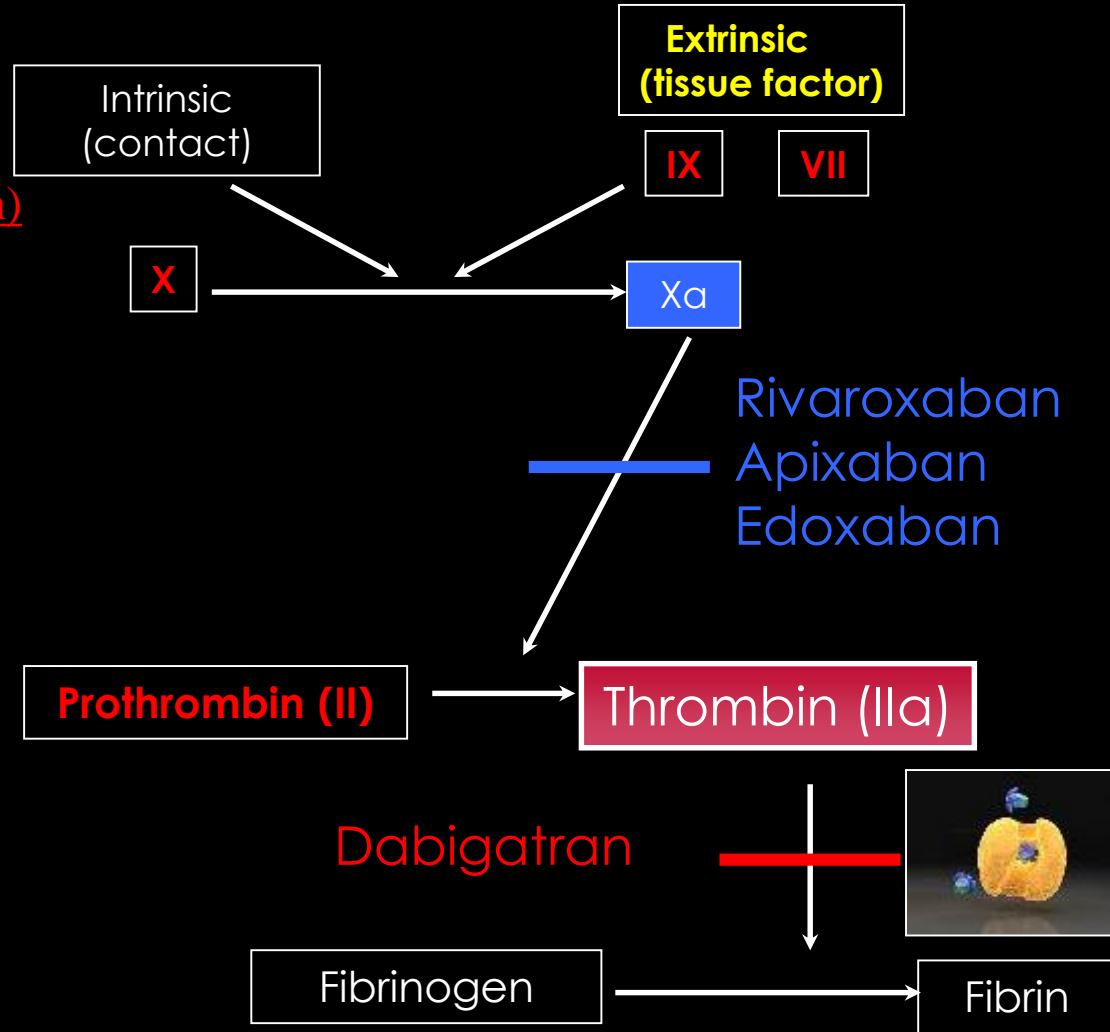 Extrinsic
(tissue factor)
Intrinsic
(contact)
IX
VII
X
Xa
Rivaroxaban
Apixaban
Edoxaban
Prothrombin (II)
Thrombin (IIa)
Dabigatran
Fibrinogen
Fibrin